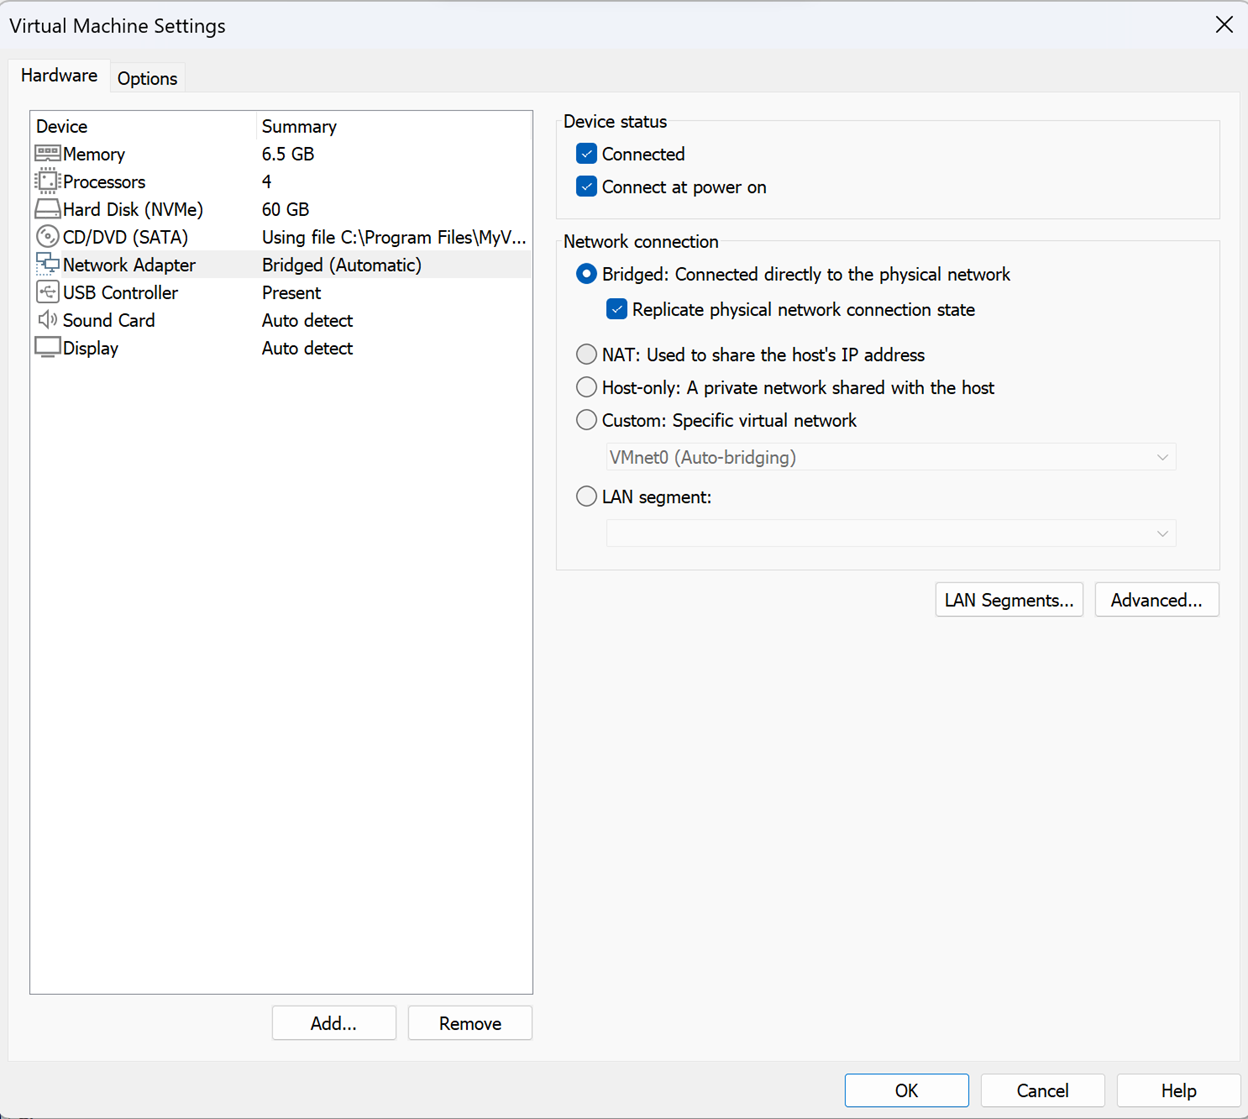 Virtual Machine Settings
Hardware
Options
Device Summary
Memory 6.5 GB
Processors 4
Hard Disk (NVMe) 60 GB
CD/DVD (SATA) Using file C:\Program Files\MyV...
Network Adapter Bridged (Automatic)
USB Controller Present
Sound Card Auto detect
Display Auto detect
Add...
Remove
Device status
Connected
Connect at power on
Network connection
Bridged: Connected directly to the physical network
Replicate physical network connection state
NAT: Used to share the host's IP address
Host-only: A private network shared with the host
Custom: Specific virtual network
VMnet0 (Auto-bridging)
LAN segment:
LAN Segments...
Advanced...
OK
Cancel
Help